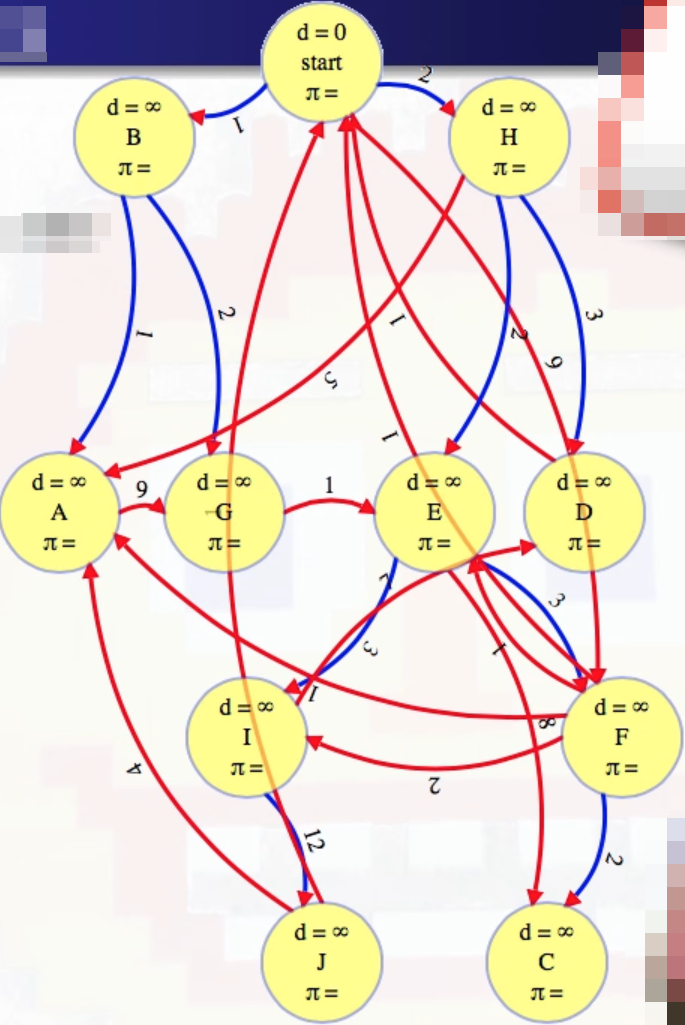 d = 0
start
π =
2
1
d = ∞
B
π =
d = ∞
H
π =
1
2
1
5
2
3
9
1
d = ∞
A
π =
9
d = ∞
G
π =
1
d = ∞
E
π =
d = ∞
D
π =
3
3
1
1
d = ∞
I
π =
8
d = ∞
F
π =
4
2
12
2
d = ∞
J
π =
d = ∞
C
π =